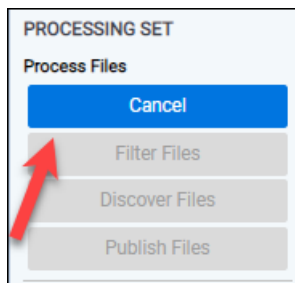 PROCESSING SET
Process Files
Cancel
Filter Files
Discover Files
Publish Files